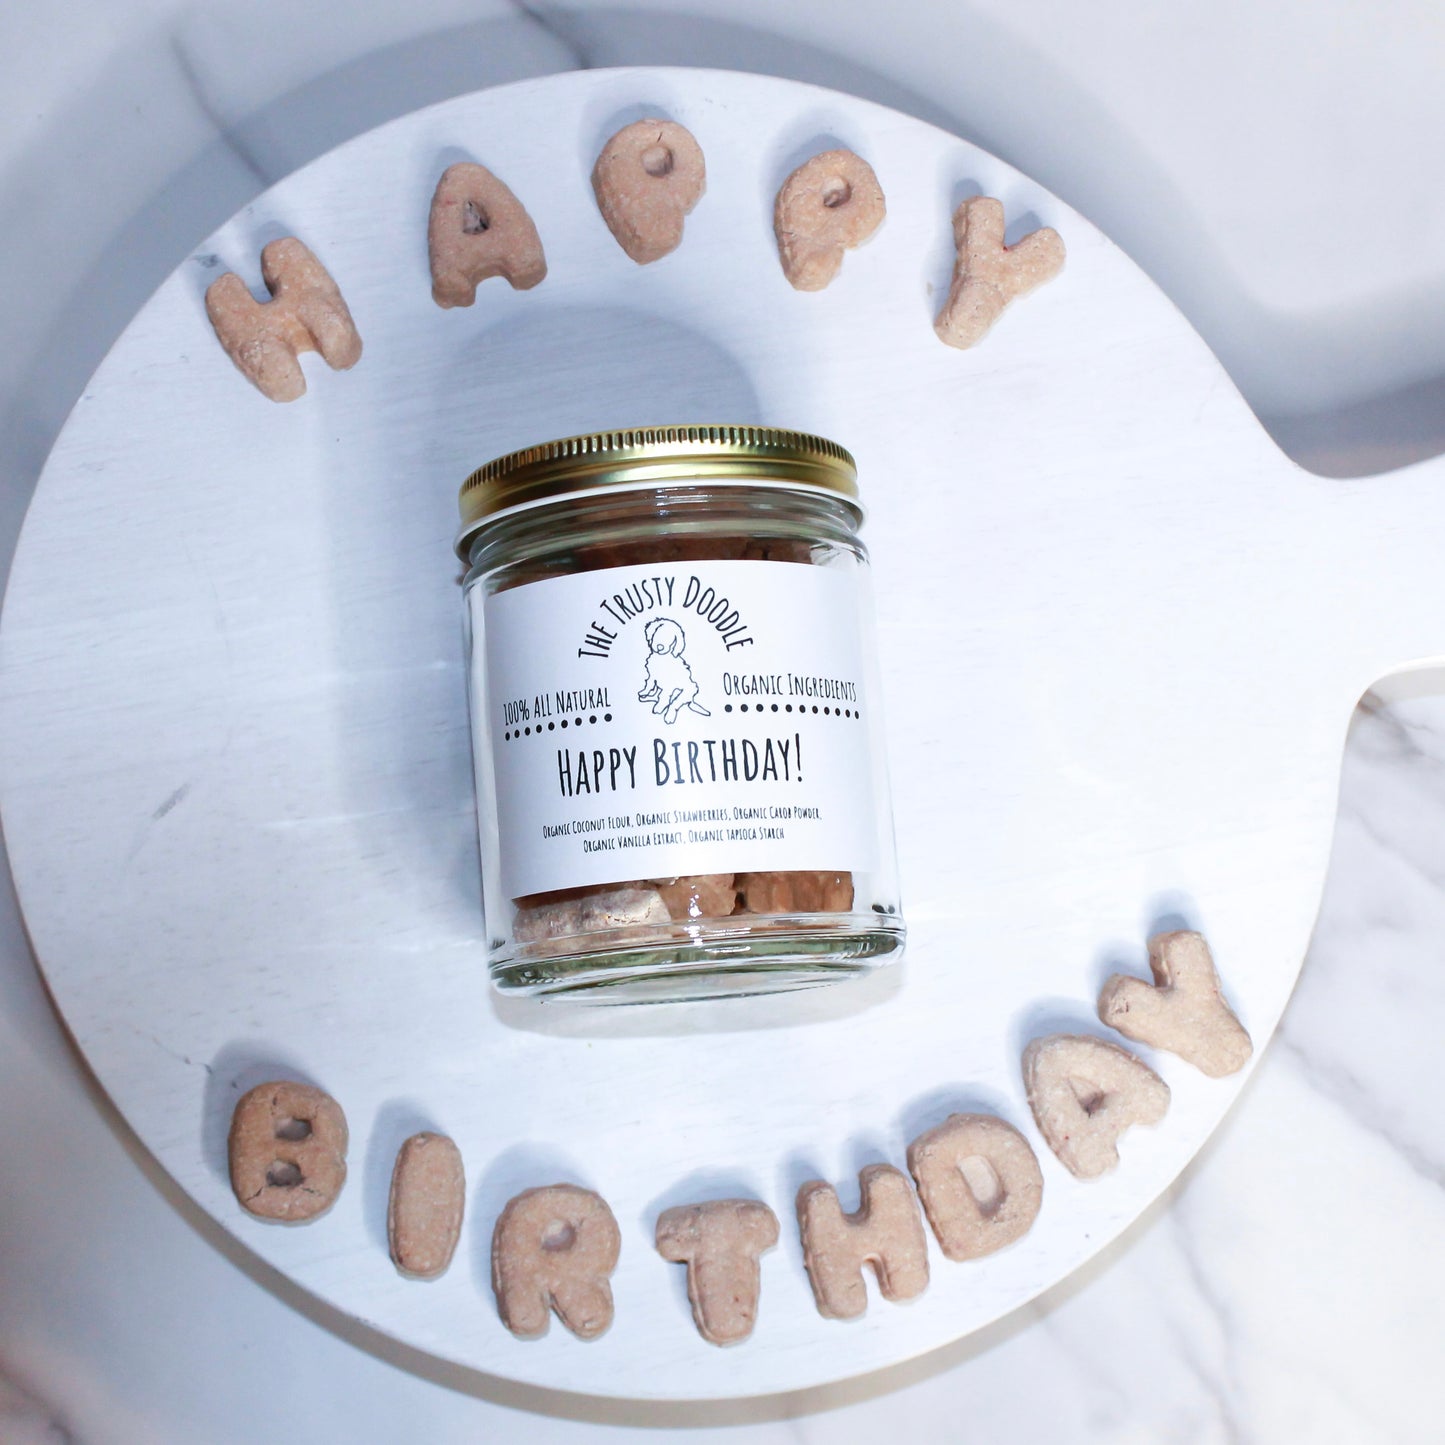 HAPPY
THE TRUSTY DOODLE
100% ALL NATURAL
ORGANIC INGREDIENTS
HAPPY BIRTHDAY!
ORGANIC COCONUT FLOUR, ORGANIC STRAWBERRIES, ORGANIC CAROB POWDER,
ORGANIC VANILLA EXTRACT, ORGANIC TAPIOCA STARCH
BIRTHDAY